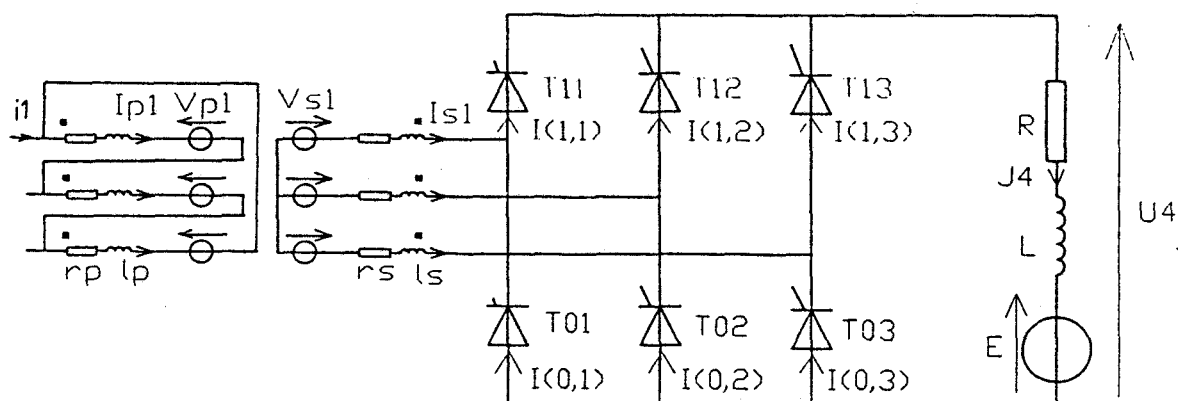 i1 Ip1 Vp1 Vs1 Is1 T11 T12 T13
I(1,1) I(1,2) I(1,3)
R
J4
U4
L
rp lp rs ls
T01 T02 T03
E
I(0,1) I(0,2) I(0,3)